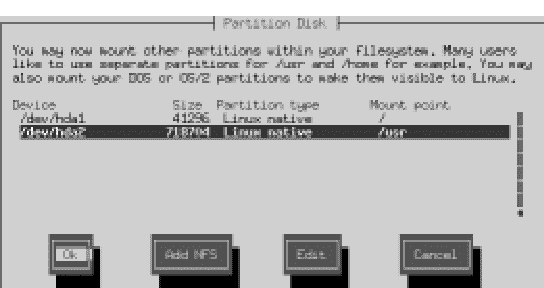 Partition Disk
You may now mount other partitions within your filesystem. Many users
like to use separate partitions for /usr and /home for example. You may
also mount your DOS or OS/2 partitions to make them visible to Linux.
Device Size Partition type Mount point
/dev/hda1 41296 Linux native /
/dev/hda2 718704 Linux native /usr
Ok Add NFS Edit Cancel